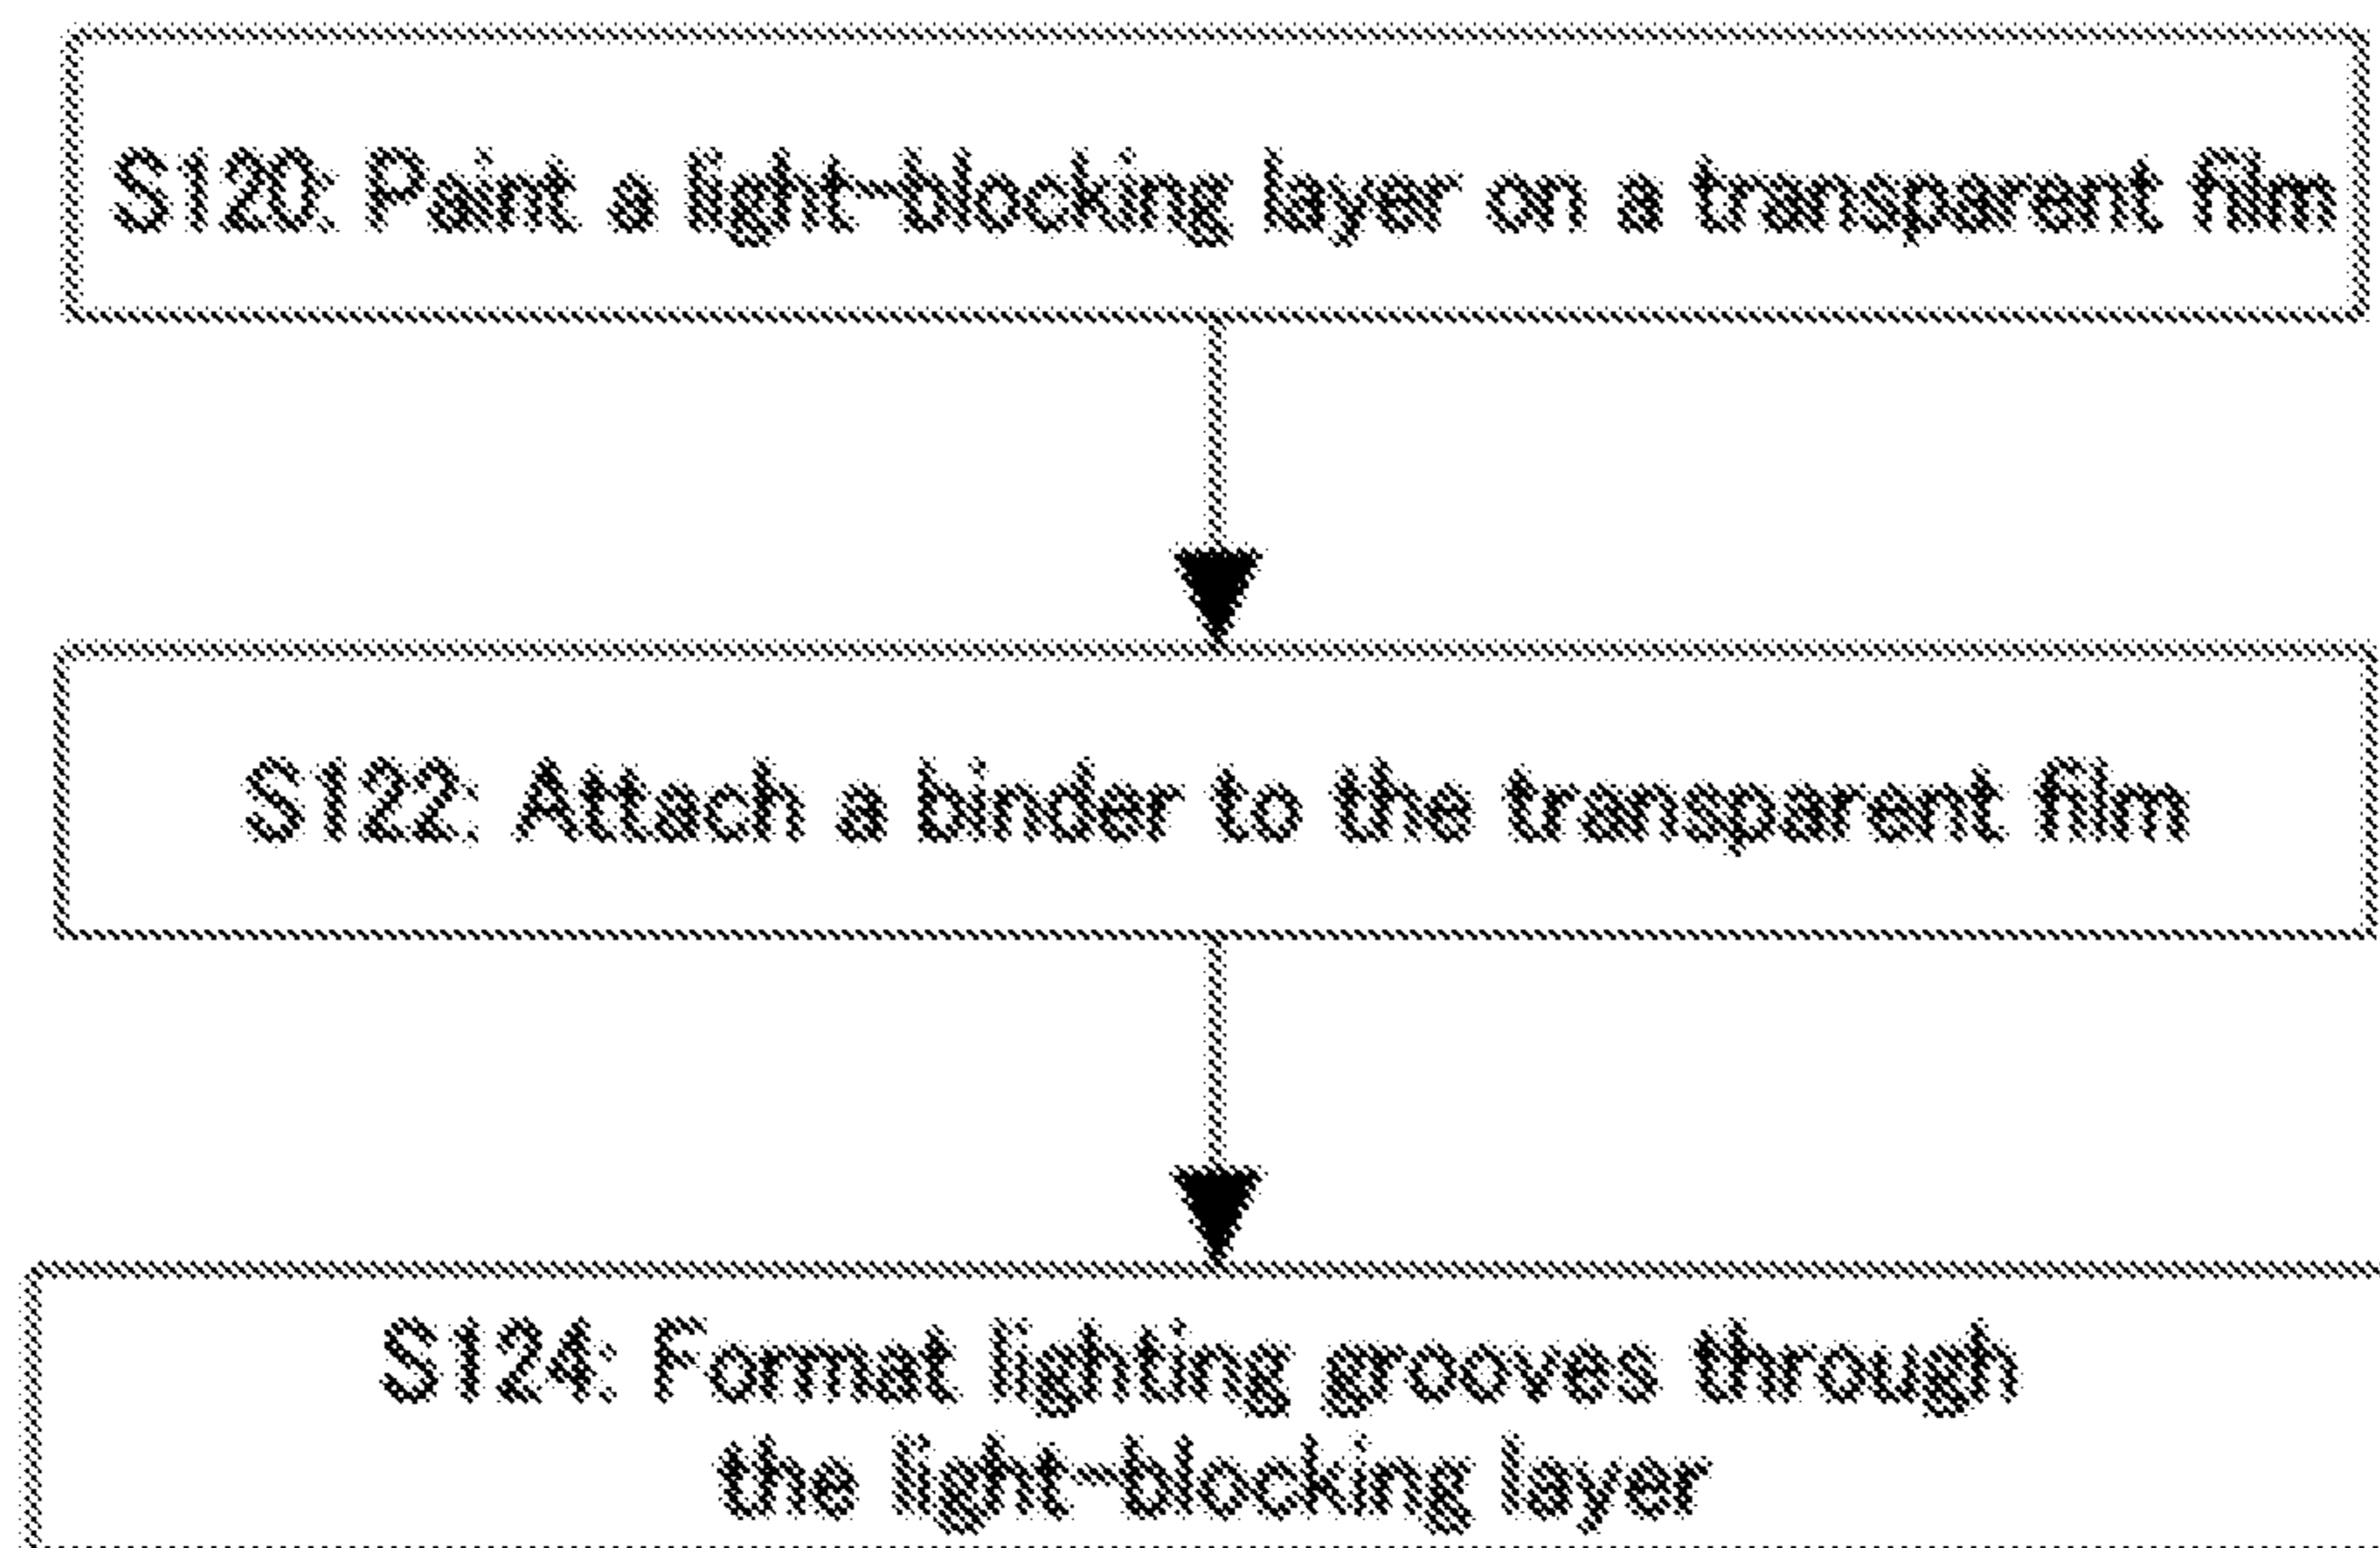 S120: Paint a light-blocking layer on a transparent film
S122: Attach a binder to the transparent film
S124: Format lighting grooves through
the light-blocking layer